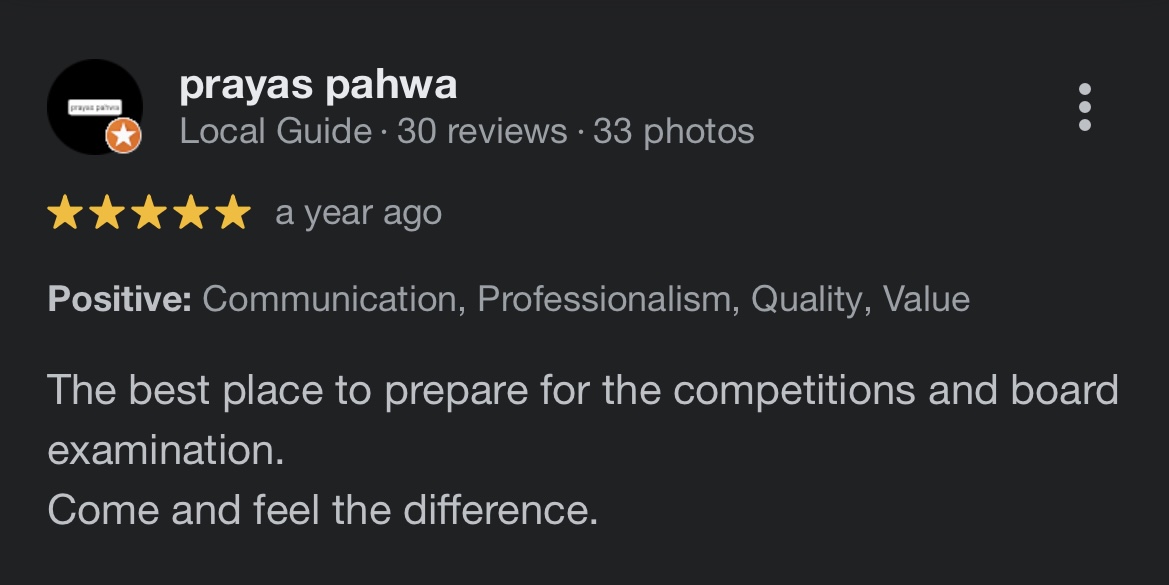 prayas pahwa
prayas pahwa
Local Guide · 30 reviews · 33 photos
a year ago
Positive: Communication, Professionalism, Quality, Value
The best place to prepare for the competitions and board
examination.
Come and feel the difference.